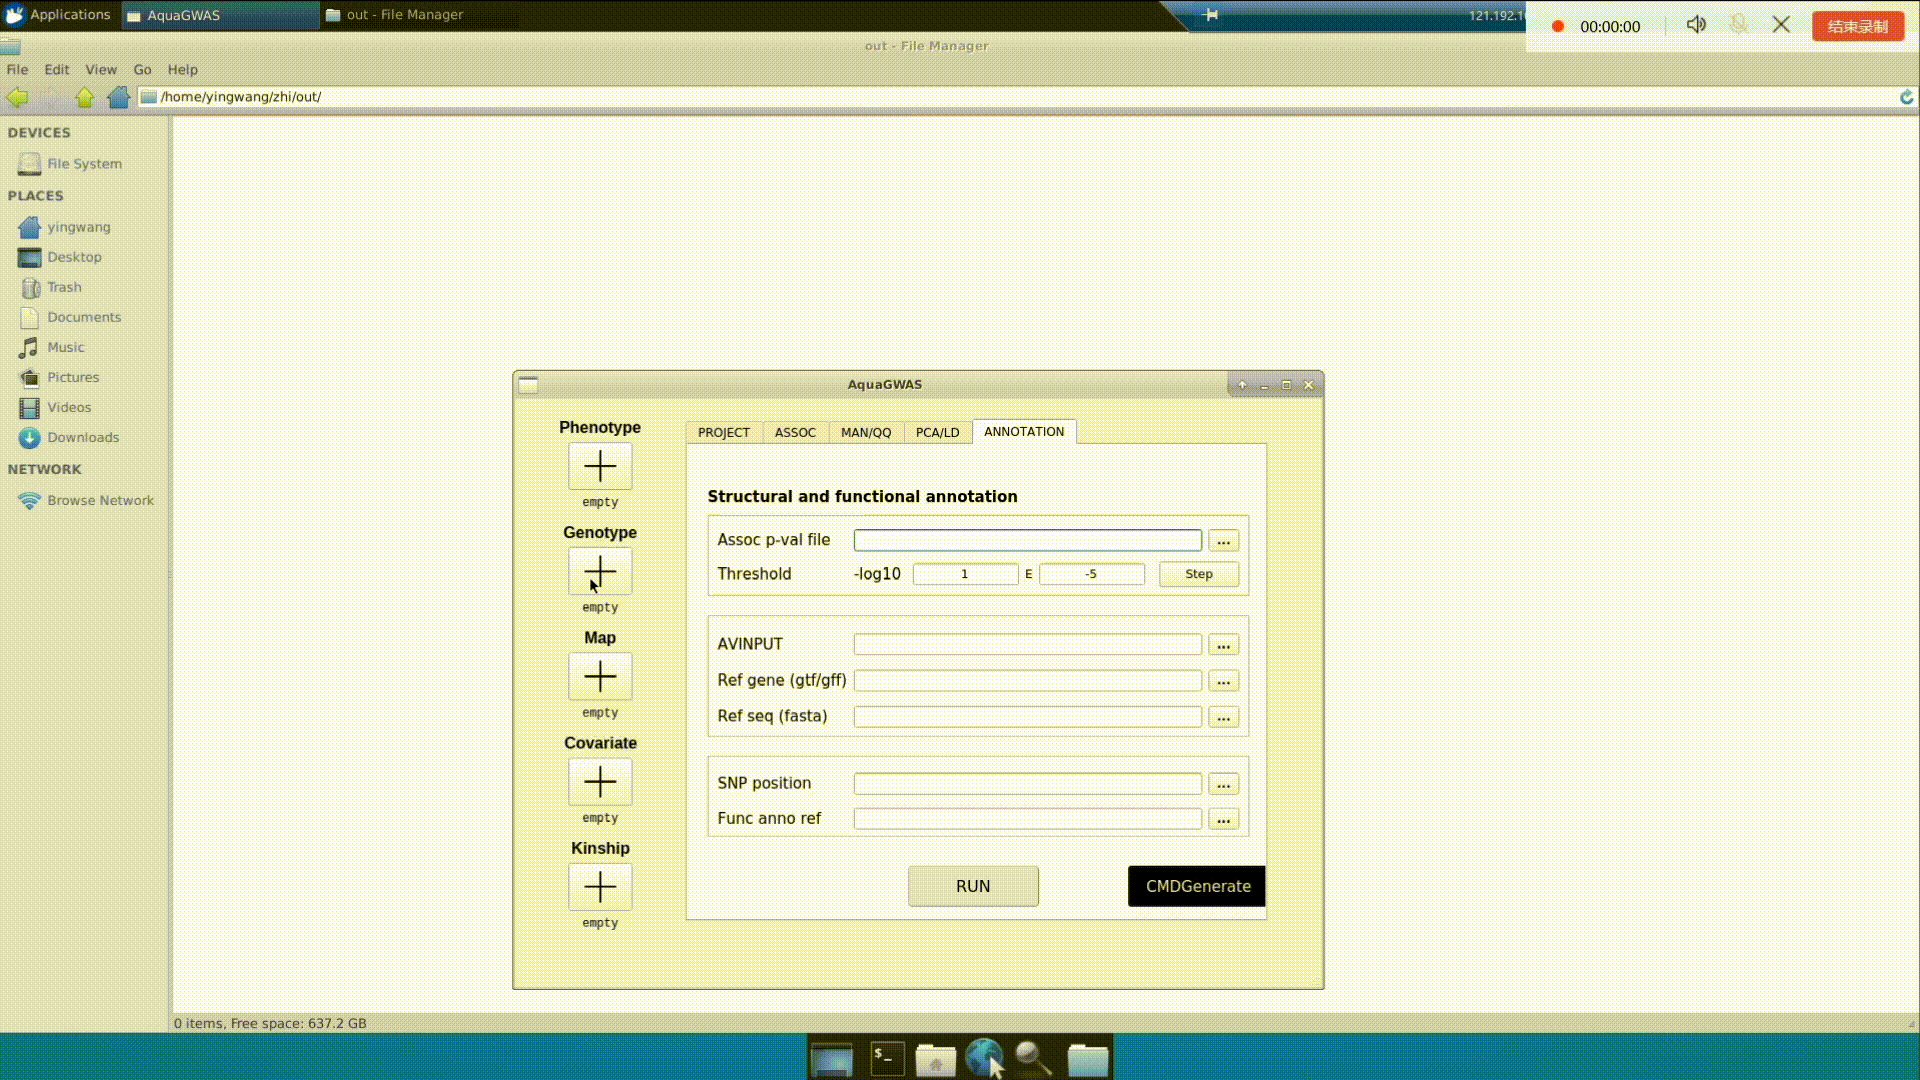 Applications
AquaGWAS
out - File Manager
121.192.1
00:00:00
结束录制
out - File Manager
File Edit View Go Help
/home/yingwang/zhi/out/
DEVICES
File System
PLACES
yingwang
Desktop
Trash
Documents
Music
Pictures
Videos
Downloads
NETWORK
Browse Network
AquaGWAS
Phenotype
empty
Genotype
empty
Map
empty
Covariate
empty
Kinship
empty
PROJECT ASSOC MAN/QQ PCA/LD ANNOTATION
Structural and functional annotation
Assoc p-val file ...
Threshold -log10 1 E -5 Step
AVINPUT ...
Ref gene (gtf/gff) ...
Ref seq (fasta) ...
SNP position ...
Func anno ref ...
RUN
CMDGenerate
0 items, Free space: 637.2 GB
$_